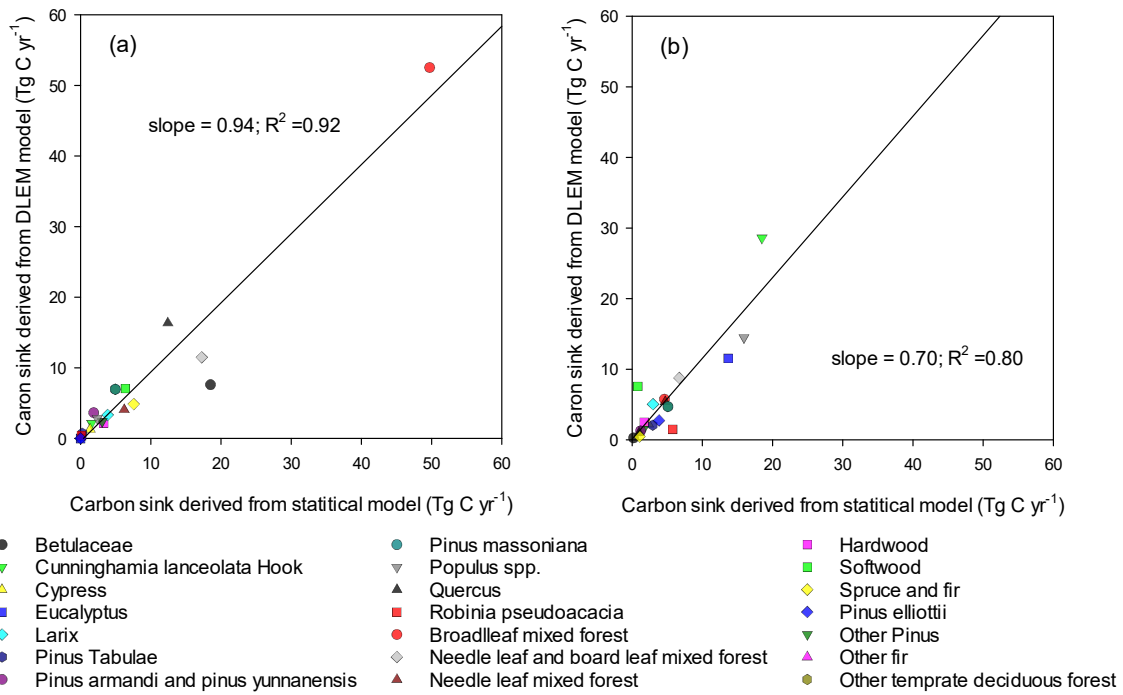 (a)
slope = 0.94; R² =0.92
Caron sink derived from DLEM model (Tg C yr⁻¹)
60
50
40
30
20
10
0
0 10 20 30 40 50 60
Carbon sink derived from statitical model (Tg C yr⁻¹)
(b)
slope = 0.70; R² =0.80
Caron sink derived from DLEM model (Tg C yr⁻¹)
60
50
40
30
20
10
0
0 10 20 30 40 50 60
Carbon sink derived from statitical model (Tg C yr⁻¹)
Betulaceae
Cunninghamia lanceolata Hook
Cypress
Eucalyptus
Larix
Pinus Tabulae
Pinus armandi and pinus yunnanensis
Pinus massoniana
Populus spp.
Quercus
Robinia pseudoacacia
Broadlleaf mixed forest
Needle leaf and board leaf mixed forest
Needle leaf mixed forest
Hardwood
Softwood
Spruce and fir
Pinus elliottii
Other Pinus
Other fir
Other temprate deciduous forest